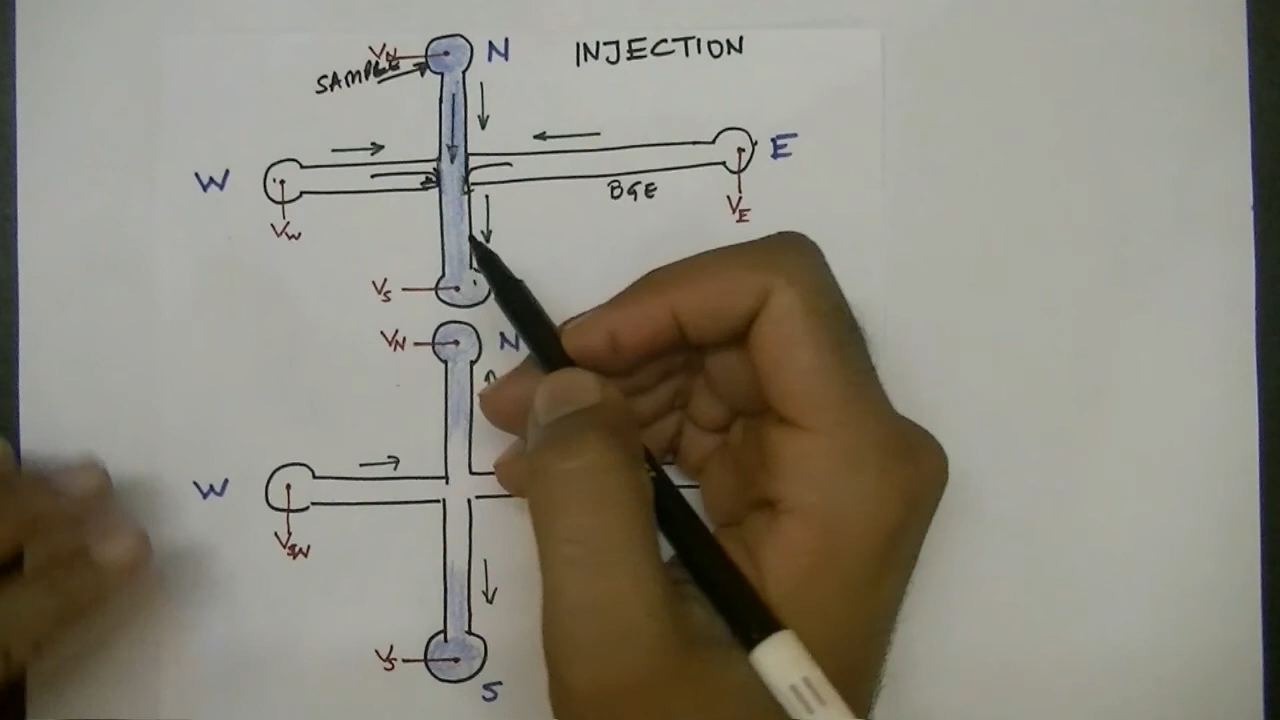 V_N N INJECTION
SAMPLE
W E
BGE
V_W V_E
V_S
V_N N
W
V_SW
V_S
S